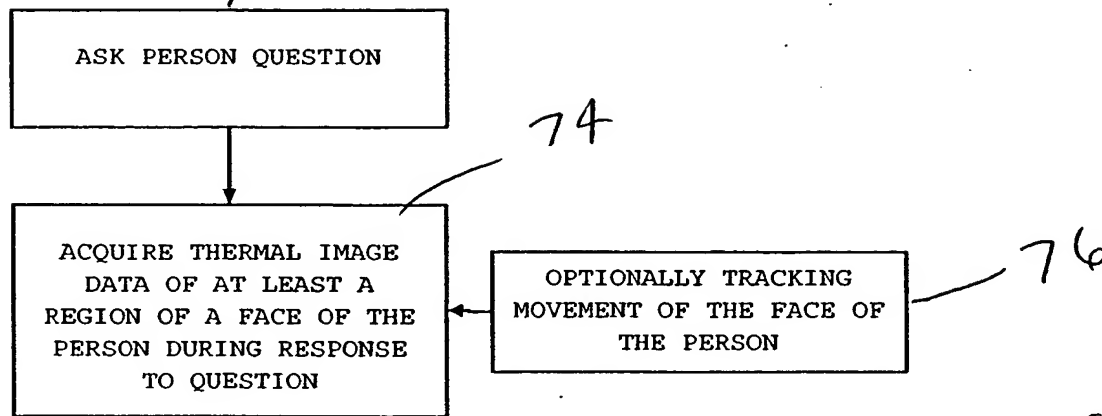 ASK PERSON QUESTION
74
ACQUIRE THERMAL IMAGE
DATA OF AT LEAST A
REGION OF A FACE OF THE
PERSON DURING RESPONSE
TO QUESTION
OPTIONALLY TRACKING
MOVEMENT OF THE FACE OF
THE PERSON
76